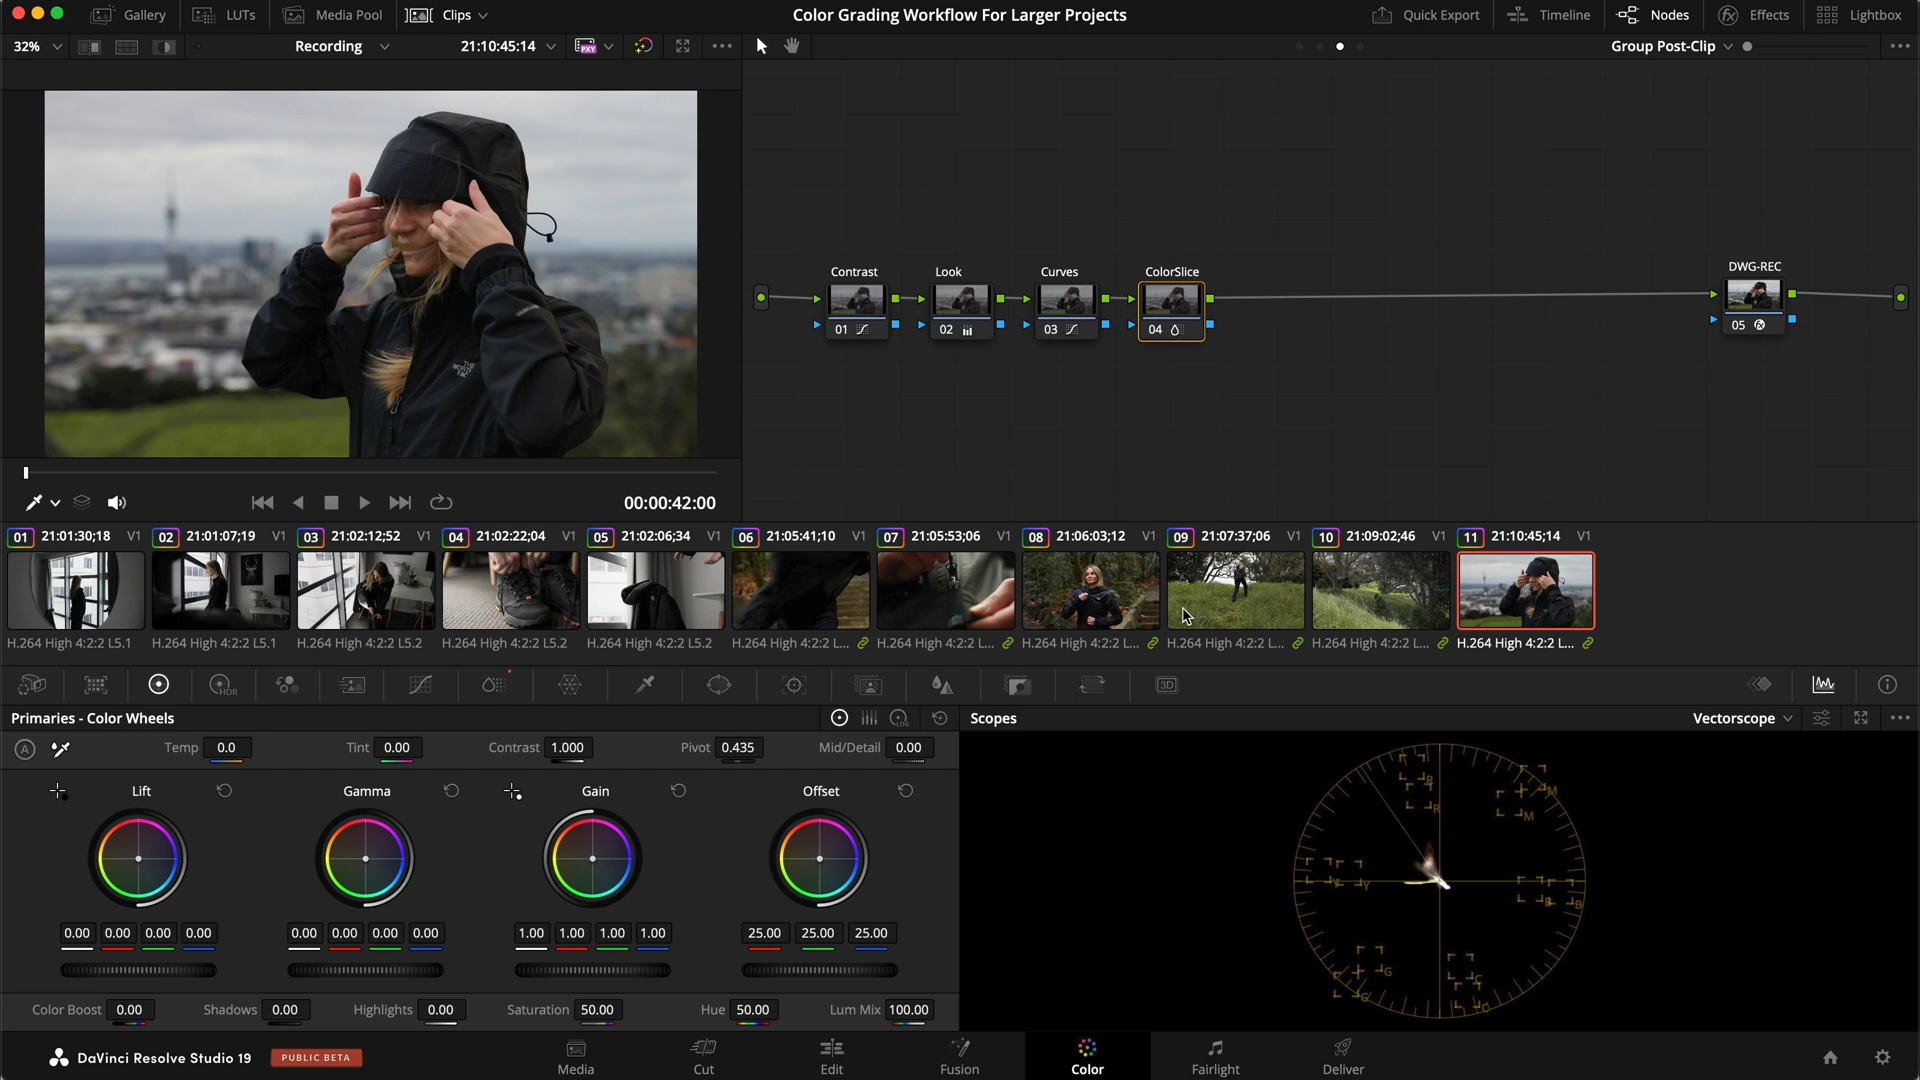 Gallery
LUTs
Media Pool
Clips
Color Grading Workflow For Larger Projects
Quick Export
Timeline
Nodes
Effects
Lightbox
32%
Recording
21:10:45:14
PXY
Group Post-Clip
THE NORTH FACE
Contrast
Look
Curves
ColorSlice
DWG-REC
01
02
03
04
05
00:00:42:00
01 21:01:30;18 V1
02 21:01:07;19 V1
03 21:02:12;52 V1
04 21:02:22;04 V1
05 21:02:06;34 V1
06 21:05:41;10 V1
07 21:05:53;06 V1
08 21:06:03;12 V1
09 21:07:37;06 V1
10 21:09:02;46 V1
11 21:10:45;14 V1
H.264 High 4:2:2 L5.1
H.264 High 4:2:2 L5.1
H.264 High 4:2:2 L5.2
H.264 High 4:2:2 L5.2
H.264 High 4:2:2 L5.2
H.264 High 4:2:2 L...
H.264 High 4:2:2 L...
H.264 High 4:2:2 L...
H.264 High 4:2:2 L...
H.264 High 4:2:2 L...
H.264 High 4:2:2 L...
HDR
3D
Primaries - Color Wheels
LOG
Scopes
Vectorscope
A
Temp 0.0
Tint 0.00
Contrast 1.000
Pivot 0.435
Mid/Detail 0.00
Lift
Gamma
Gain
Offset
0.00 0.00 0.00 0.00
0.00 0.00 0.00 0.00
1.00 1.00 1.00 1.00
25.00 25.00 25.00
R
R
M
M
Y
Y
B
B
G
G
C
C
Color Boost 0.00
Shadows 0.00
Highlights 0.00
Saturation 50.00
Hue 50.00
Lum Mix 100.00
DaVinci Resolve Studio 19
PUBLIC BETA
Media
Cut
Edit
Fusion
Color
Fairlight
Deliver